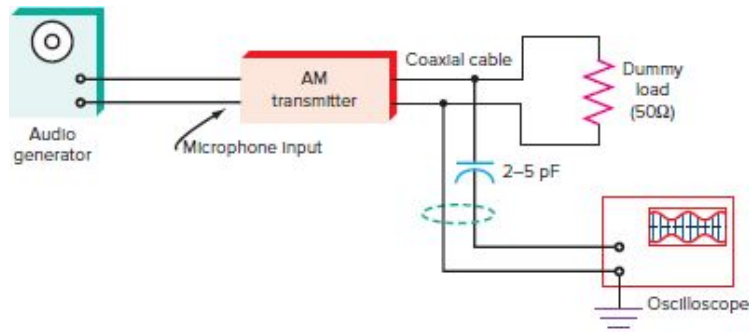 Audio
generator
Microphone Input
AM
transmitter
Coaxial cable
Dummy
load
(50Ω)
2–5 pF
Oscilloscope